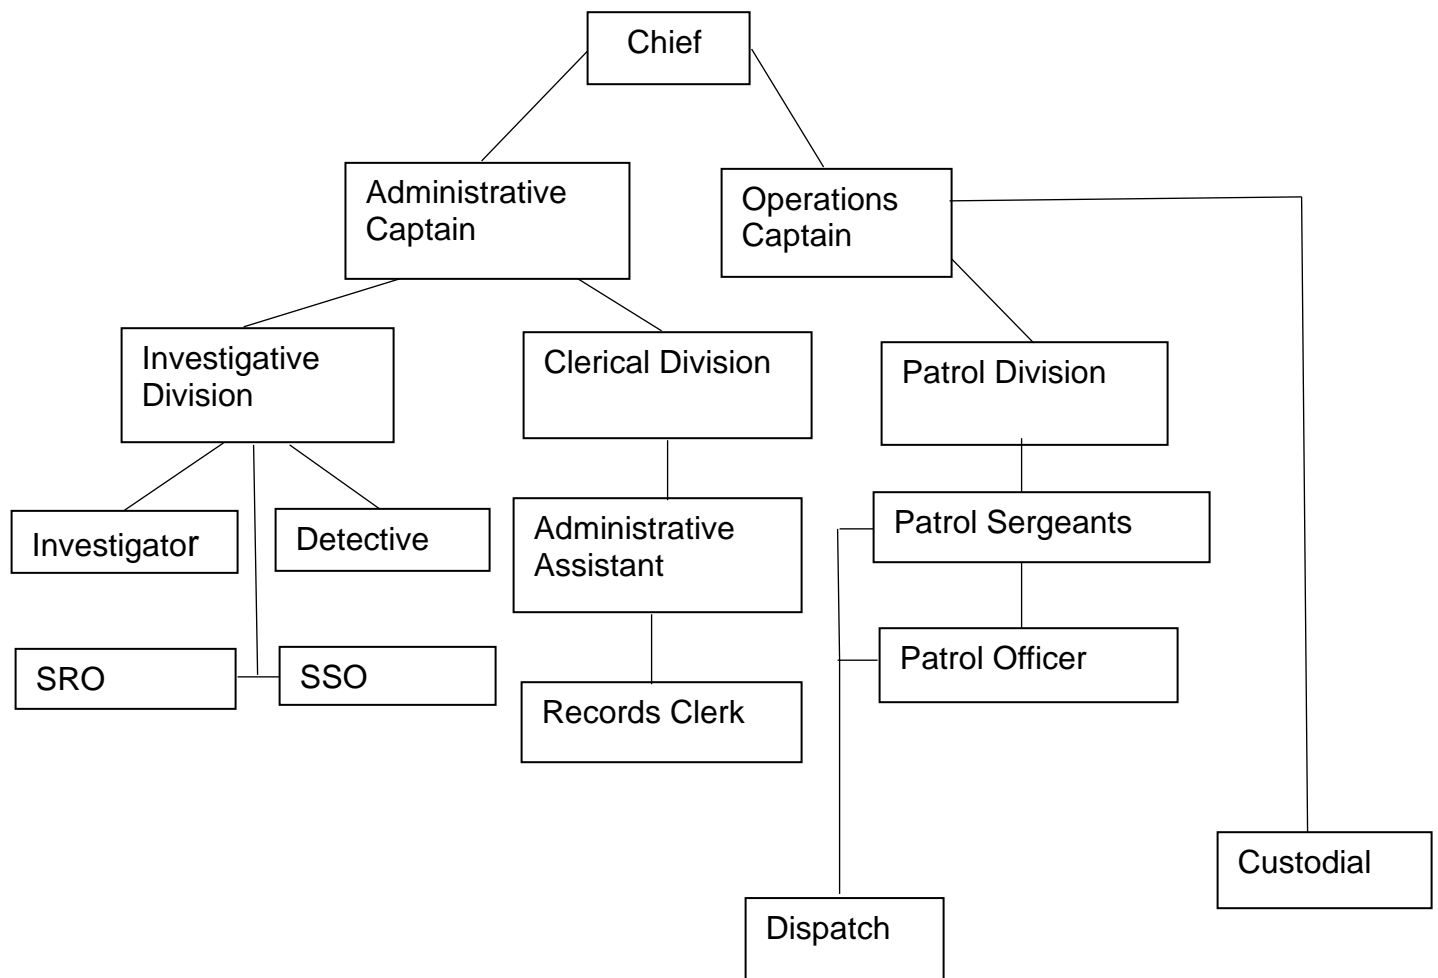 Chief
Administrative
Captain
Operations
Captain
Investigative
Division
Clerical Division
Patrol Division
Investigator
Detective
Administrative
Assistant
Patrol Sergeants
SRO
SSO
Patrol Officer
Records Clerk
Custodial
Dispatch